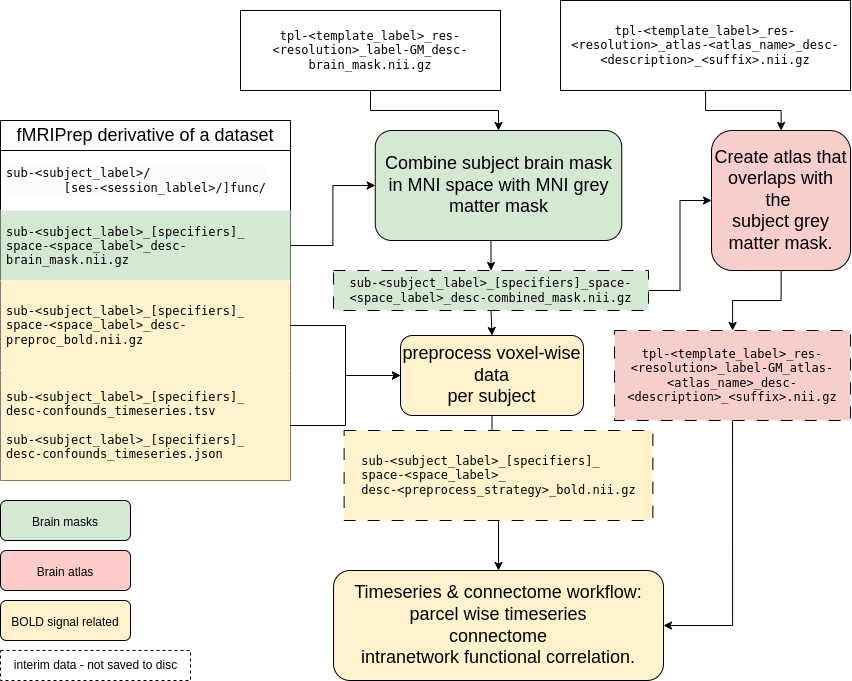 tpl-<template_label>_res-
<resolution>_label-GM_desc-
brain_mask.nii.gz
tpl-<template_label>_res-
<resolution>_atlas-<atlas_name>_desc-
<description>_<suffix>.nii.gz
fMRIPrep derivative of a dataset
sub-<subject_label>/
[ses-<session_lablel>/]func/
sub-<subject_label>_[specifiers]_
space-<space_label>_desc-
brain_mask.nii.gz
sub-<subject_label>_[specifiers]_
space-<space_label>_desc-
preproc_bold.nii.gz
sub-<subject_label>_[specifiers]_
desc-confounds_timeseries.tsv
sub-<subject_label>_[specifiers]_
desc-confounds_timeseries.json
Combine subject brain mask
in MNI space with MNI grey
matter mask
Create atlas that
overlaps with
the
subject grey
matter mask.
sub-<subject_label>_[specifiers]_space-
<space_label>_desc-combined_mask.nii.gz
preprocess voxel-wise
data
per subject
tpl-<template_label>_res-
<resolution>_label-GM_atlas-
<atlas_name>_desc-
<description>_<suffix>.nii.gz
sub-<subject_label>_[specifiers]_
space-<space_label>_
desc-<preprocess_strategy>_bold.nii.gz
Timeseries & connectome workflow:
parcel wise timeseries
connectome
intranetwork functional correlation.
Brain masks
Brain atlas
BOLD signal related
interim data - not saved to disc